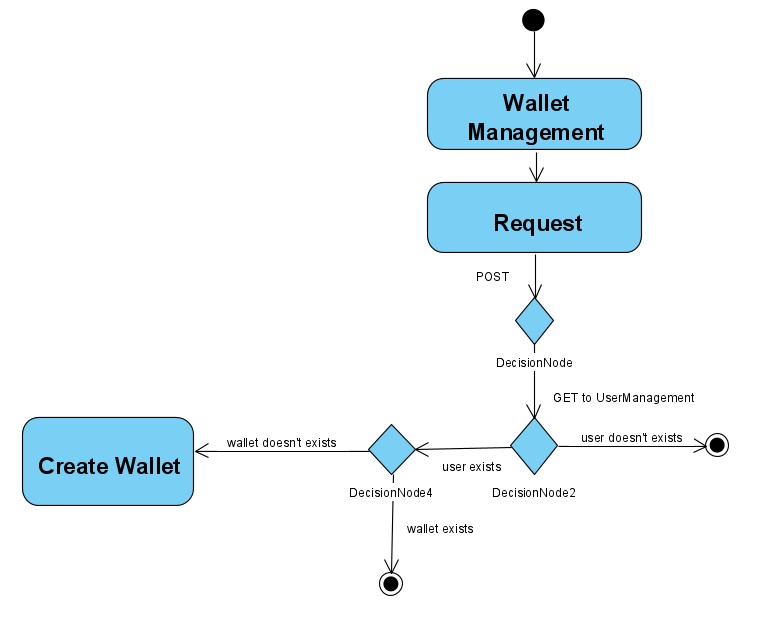 Wallet
Management
Request
POST
DecisionNode
GET to UserManagement
user doesn't exists
wallet doesn't exists
user exists
Create Wallet
DecisionNode4
DecisionNode2
wallet exists